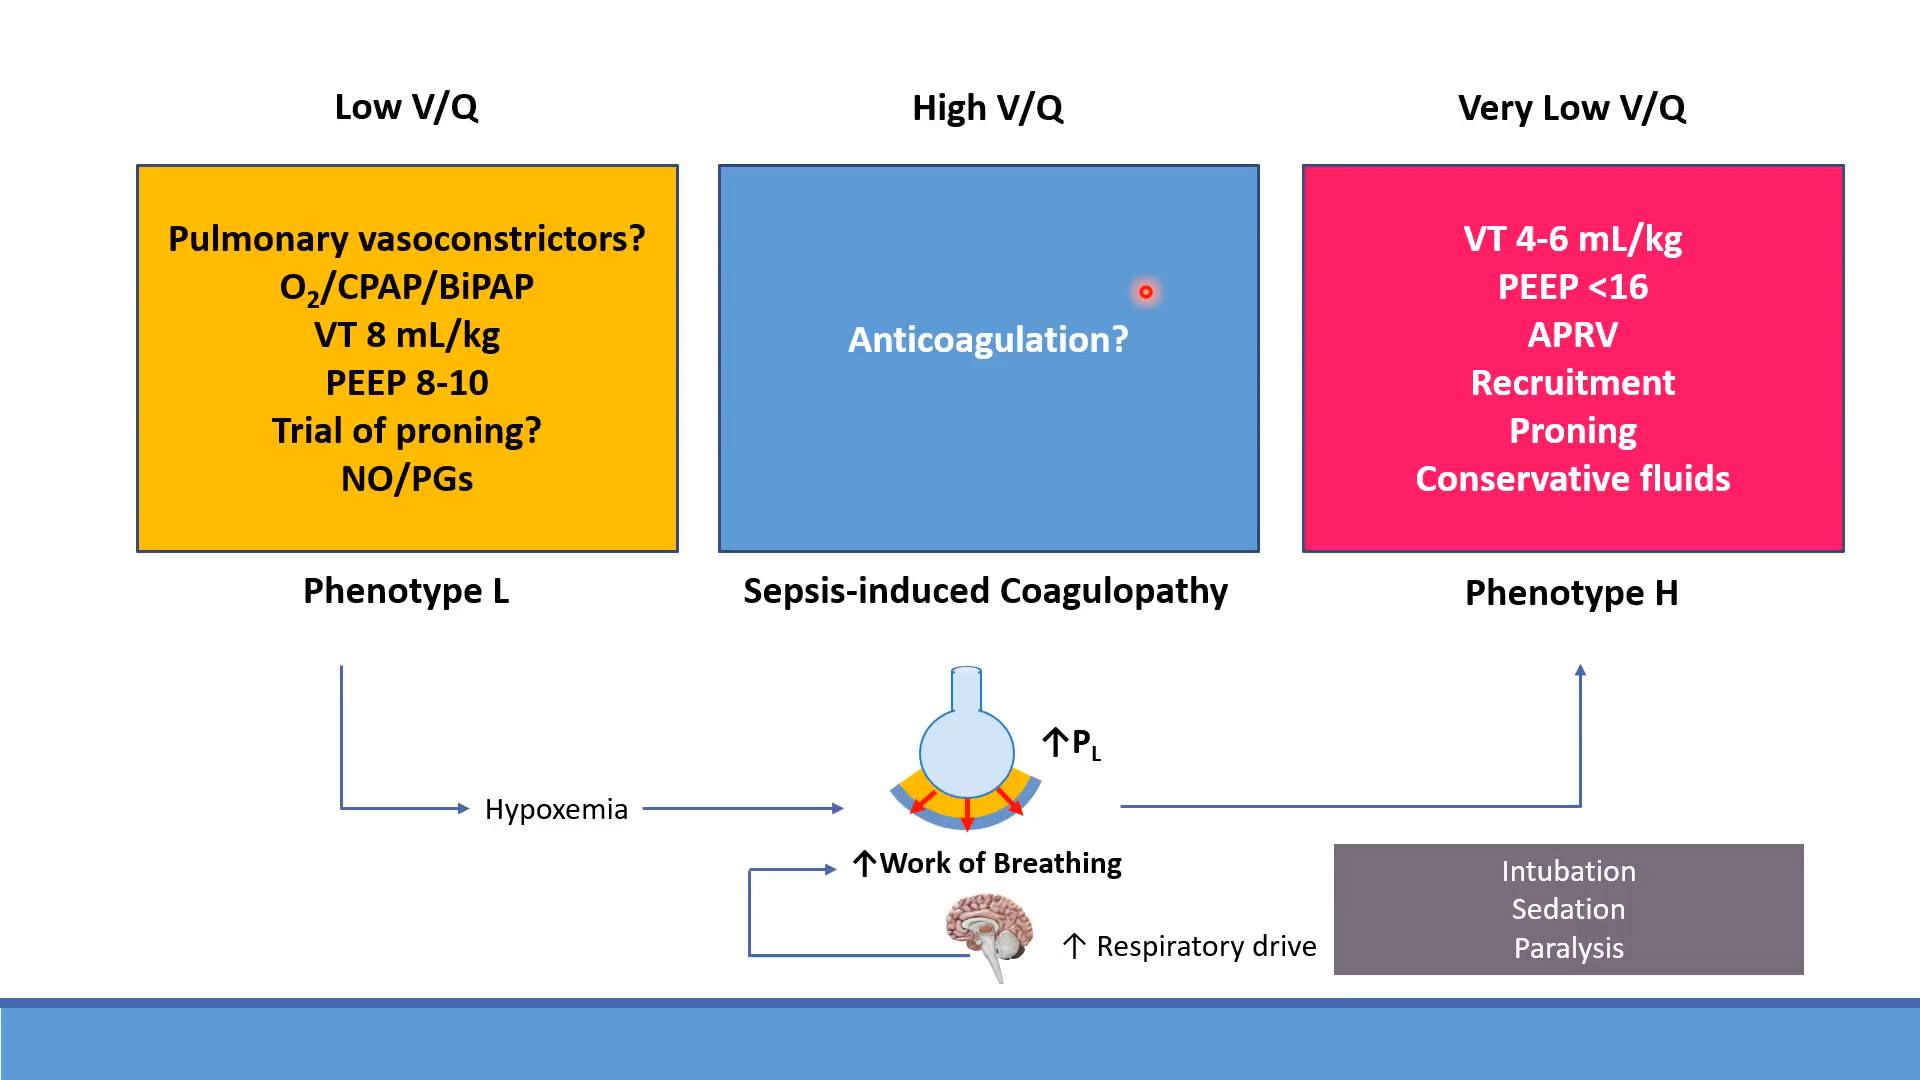 Low V/Q
High V/Q
Very Low V/Q
Pulmonary vasoconstrictors?
O₂/CPAP/BiPAP
VT 8 mL/kg
PEEP 8-10
Trial of proning?
NO/PGs
Anticoagulation?
VT 4-6 mL/kg
PEEP <16
APRV
Recruitment
Proning
Conservative fluids
Phenotype L
Sepsis-induced Coagulopathy
Phenotype H
↑P_L
Hypoxemia
↑Work of Breathing
↑ Respiratory drive
Intubation
Sedation
Paralysis